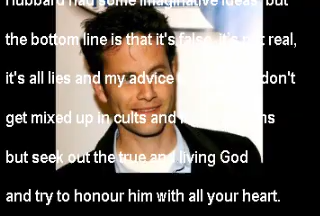 Hubbard had some imaginative ideas, but
the bottom line is that it's false, it's not real,
it's all lies and my advice don't
get mixed up in cults and
but seek out the true and living God
and try to honour him with all your heart.